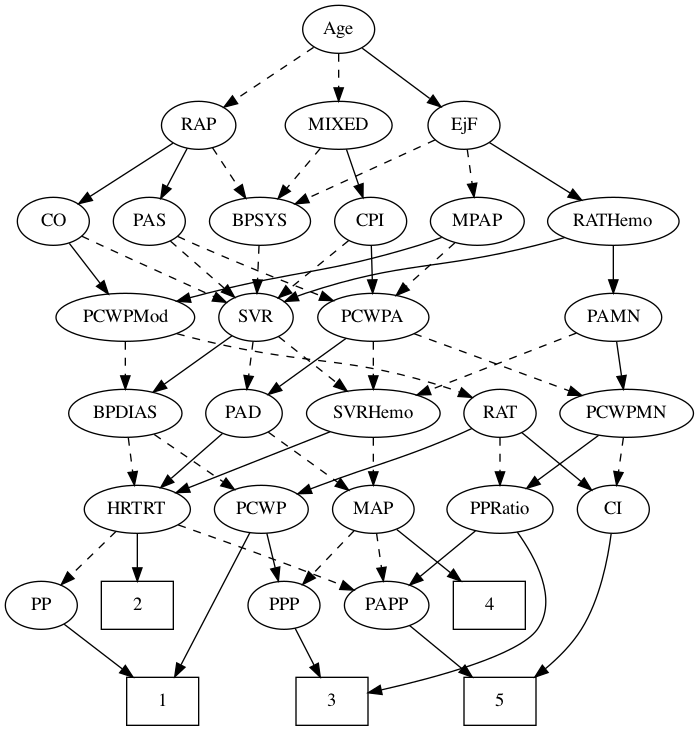 Age
RAP
MIXED
EjF
CO
PAS
BPSYS
CPI
MPAP
RATHemo
PCWPMod
SVR
PCWPA
PAMN
BPDIAS
PAD
SVRHemo
RAT
PCWPMN
HRTRT
PCWP
MAP
PPRatio
CI
PP
2
PPP
PAPP
4
1
3
5